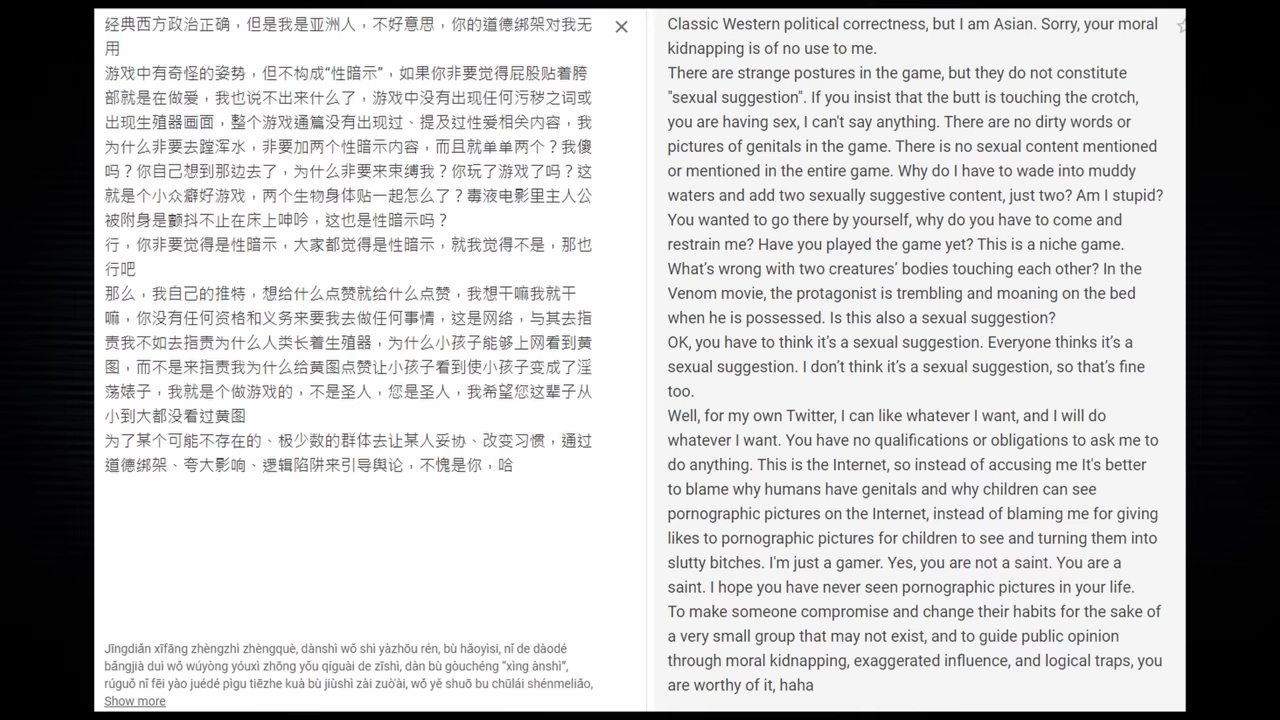 经典西方政治正确，但是我是亚洲人，不好意思，你的道德绑架对我无
用
游戏中有奇怪的姿势，但不构成“性暗示”，如果你非要觉得屁股贴着胯
部就是在做爱，我也说不出来什么了，游戏中没有出现任何污秽之词或
出现生殖器画面，整个游戏通篇没有出现过、提及过性爱相关内容，我
为什么非要去蹚浑水，非要加两个性暗示内容，而且就单单两个？我傻
吗？你自己想到那边去了，为什么非要来束缚我？你玩了游戏了吗？这
就是个小众癖好游戏，两个生物身体贴一起怎么了？毒液电影里主人公
被附身是颤抖不止在床上呻吟，这也是性暗示吗？
行，你非要觉得是性暗示，大家都觉得是性暗示，就我觉得不是，那也
行吧
那么，我自己的推特，想给什么点赞就给什么点赞，我想干嘛我就干
嘛，你没有任何资格和义务来要我去做任何事情，这是网络，与其去指
责我不如去指责为什么人类长着生殖器，为什么小孩子能够上网看到黄
图，而不是来指责我为什么给黄图点赞让小孩子看到使小孩子变成了淫
荡婊子，我就是个做游戏的，不是圣人，您是圣人，我希望您这辈子从
小到大都没看过黄图
为了某个可能不存在的、极少数的群体去让某人妥协、改变习惯，通过
道德绑架、夸大影响、逻辑陷阱来引导舆论，不愧是你，哈
Jīngdiǎn xīfāng zhèngzhì zhèngquè, dànshì wǒ shì yàzhōu rén, bù hǎoyìsi, nǐ de dàodé
bǎngjià duì wǒ wúyòng yóuxì zhōng yǒu qíguài de zīshì, dàn bù gòuchéng “xìng ànshì”,
rúguǒ nǐ fēi yào juédé pìgu tiēzhe kuà bù jiùshì zài zuò'ài, wǒ yě shuō bu chūlái shénmeliǎo,
Show more
Classic Western political correctness, but I am Asian. Sorry, your moral
kidnapping is of no use to me.
There are strange postures in the game, but they do not constitute
"sexual suggestion". If you insist that the butt is touching the crotch,
you are having sex, I can't say anything. There are no dirty words or
pictures of genitals in the game. There is no sexual content mentioned
or mentioned in the entire game. Why do I have to wade into muddy
waters and add two sexually suggestive content, just two? Am I stupid?
You wanted to go there by yourself, why do you have to come and
restrain me? Have you played the game yet? This is a niche game.
What’s wrong with two creatures’ bodies touching each other? In the
Venom movie, the protagonist is trembling and moaning on the bed
when he is possessed. Is this also a sexual suggestion?
OK, you have to think it’s a sexual suggestion. Everyone thinks it’s a
sexual suggestion. I don’t think it’s a sexual suggestion, so that’s fine
too.
Well, for my own Twitter, I can like whatever I want, and I will do
whatever I want. You have no qualifications or obligations to ask me to
do anything. This is the Internet, so instead of accusing me It's better
to blame why humans have genitals and why children can see
pornographic pictures on the Internet, instead of blaming me for giving
likes to pornographic pictures for children to see and turning them into
slutty bitches. I'm just a gamer. Yes, you are not a saint. You are a
saint. I hope you have never seen pornographic pictures in your life.
To make someone compromise and change their habits for the sake of
a very small group that may not exist, and to guide public opinion
through moral kidnapping, exaggerated influence, and logical traps, you
are worthy of it, haha